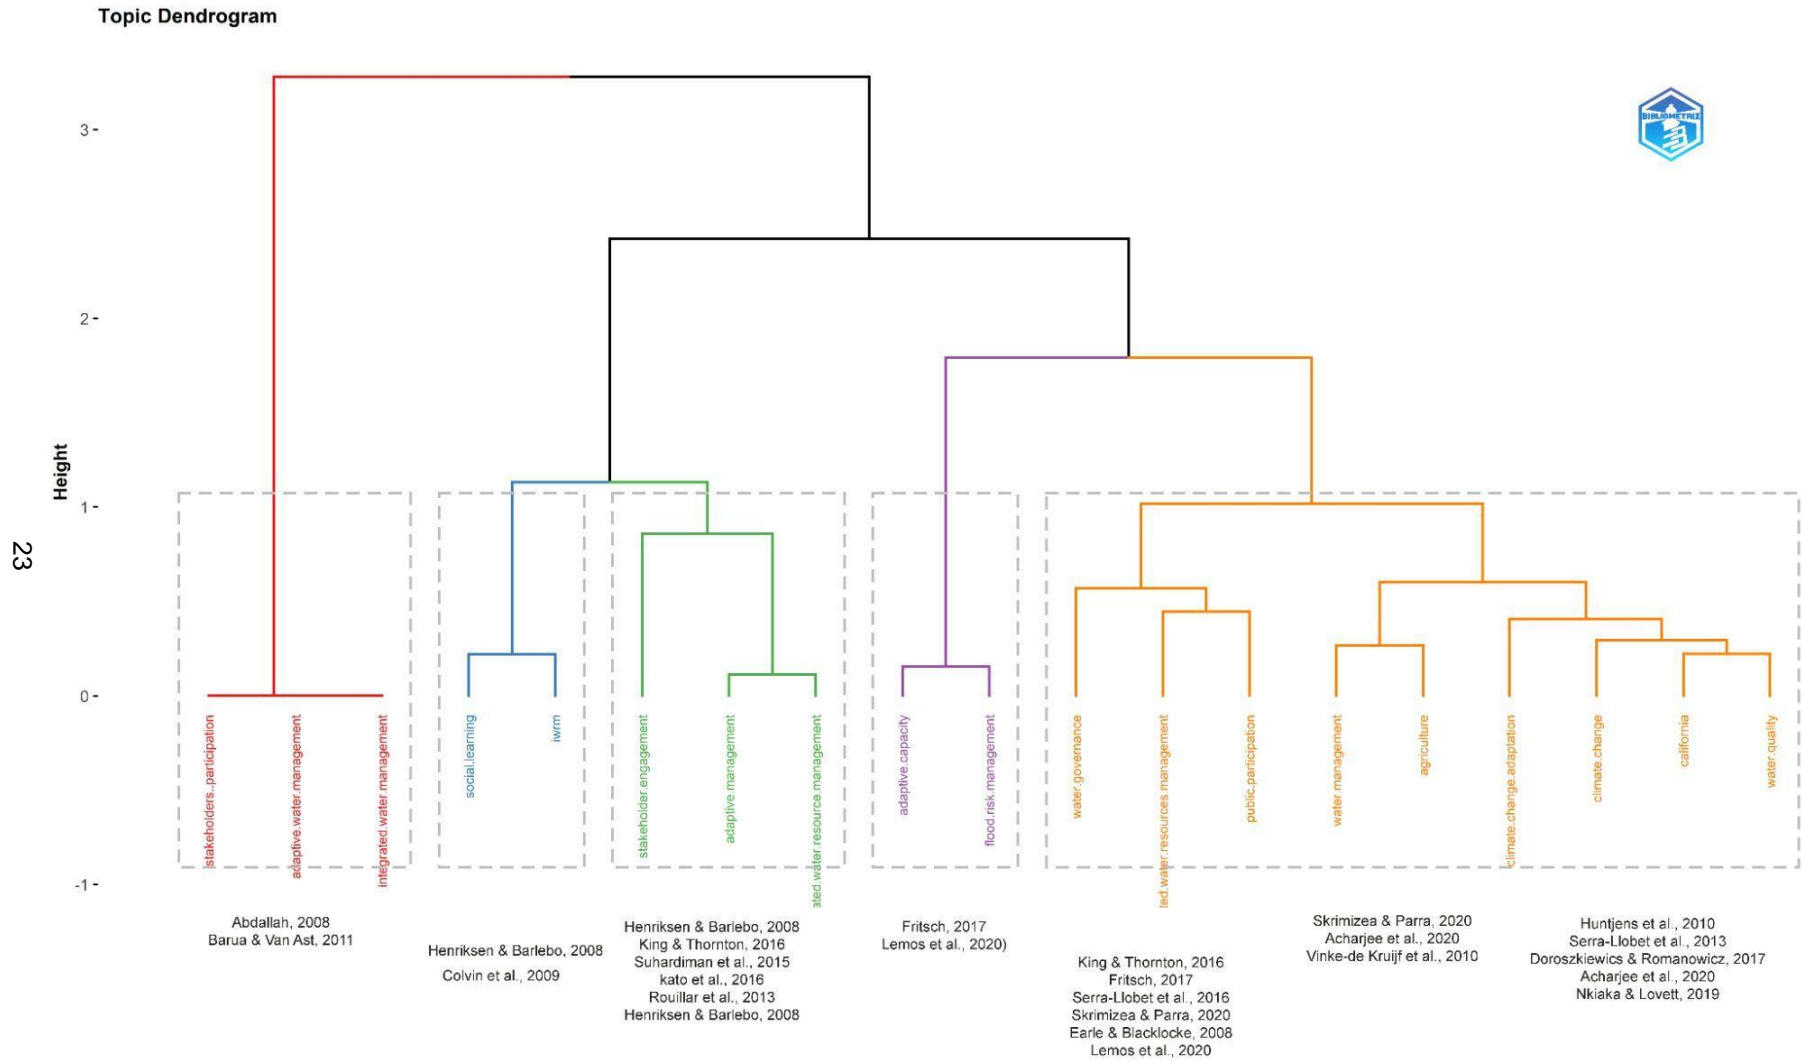 Topic Dendrogram
BIBLIOMETRIX
Height
3
2
1
0
-1
23
stakeholders..participation
adaptive.water.management
integrated.water.management
social.learning
iwrm
stakeholder.engagement
adaptive.management
ated.water.resource.management
adaptive.capacity
flood.risk.management
water.governance
ted.water.resources.management
public.participation
water.management
agriculture
climate.change.adaptation
climate.change
california
water.quality
Abdallah, 2008
Barua & Van Ast, 2011
Henriksen & Barlebo, 2008
Colvin et al., 2009
Henriksen & Barlebo, 2008
King & Thornton, 2016
Suhardiman et al., 2015
kato et al., 2016
Rouillar et al., 2013
Henriksen & Barlebo, 2008
Fritsch, 2017
Lemos et al., 2020)
King & Thornton, 2016
Fritsch, 2017
Serra-Llobet et al., 2016
Skrimizea & Parra, 2020
Earle & Blacklocke, 2008
Lemos et al., 2020
Skrimizea & Parra, 2020
Acharjee et al., 2020
Vinke-de Kruijf et al., 2010
Huntjens et al., 2010
Serra-Llobet et al., 2013
Doroszkiewics & Romanowicz, 2017
Acharjee et al., 2020
Nkiaka & Lovett, 2019